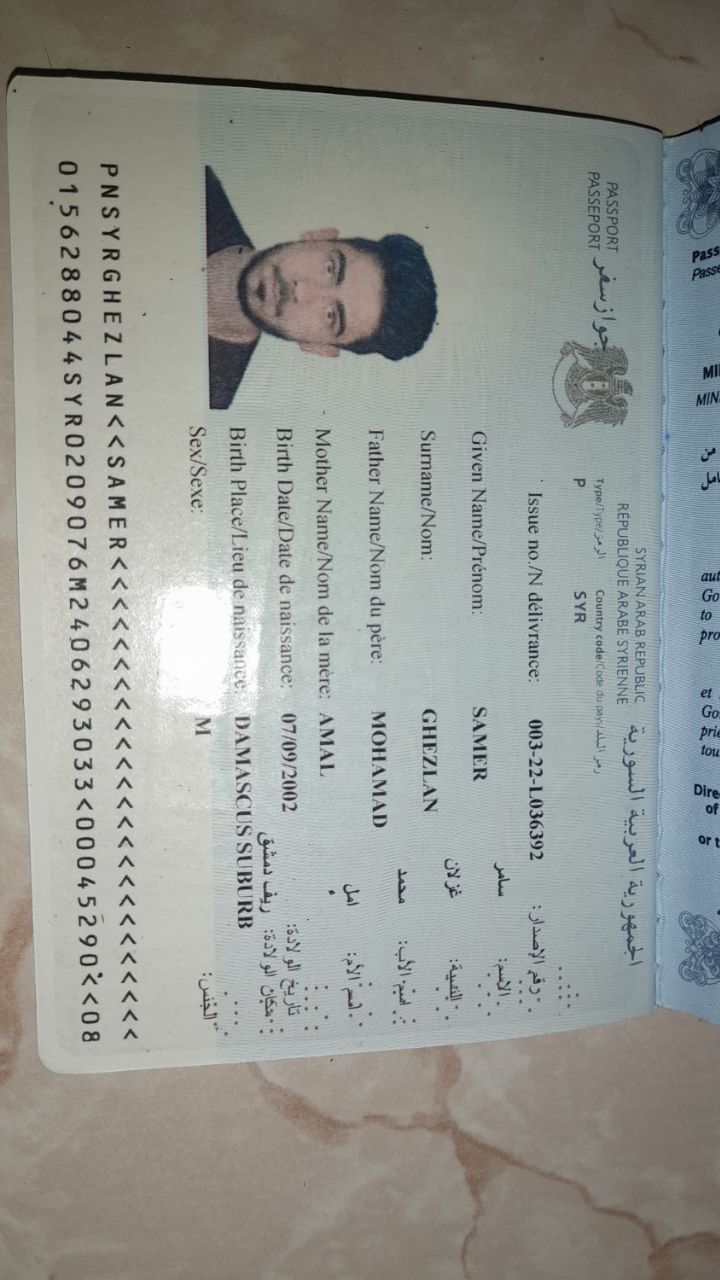 SYRIAN ARAB REPUBLIC
الجمهورية العربية السورية
RÉPUBLIQUE ARABE SYRIENNE
PASSPORT
PASSEPORT
جواز سفر
Type/Type/الرمز
Country code/Code du pays/رمز البلد
P
SYR
Issue no./N délivrance: 003-22-L036392 رقم الإصدار:
سامر الاسم:
Given Name/Prénom: SAMER
غزلان النسبة:
Surname/Nom: GHEZLAN
محمد اسم الأب:
Father Name/Nom du père: MOHAMAD
امل اسم الأم:
Mother Name/Nom de la mère: AMAL
Birth Date/Date de naissance: 07/09/2002 تاريخ الولادة:
ريف دمشق مكان الولادة:
Birth Place/Lieu de naissance: DAMASCUS SUBURB
Sex/Sexe: M الجنس:
PNSYRGHEZLAN<<SAMER<<<<<<<<<<<<<<<<<<<<<<<<<
0156288044SYR0209076M2406293033<00045290<<08